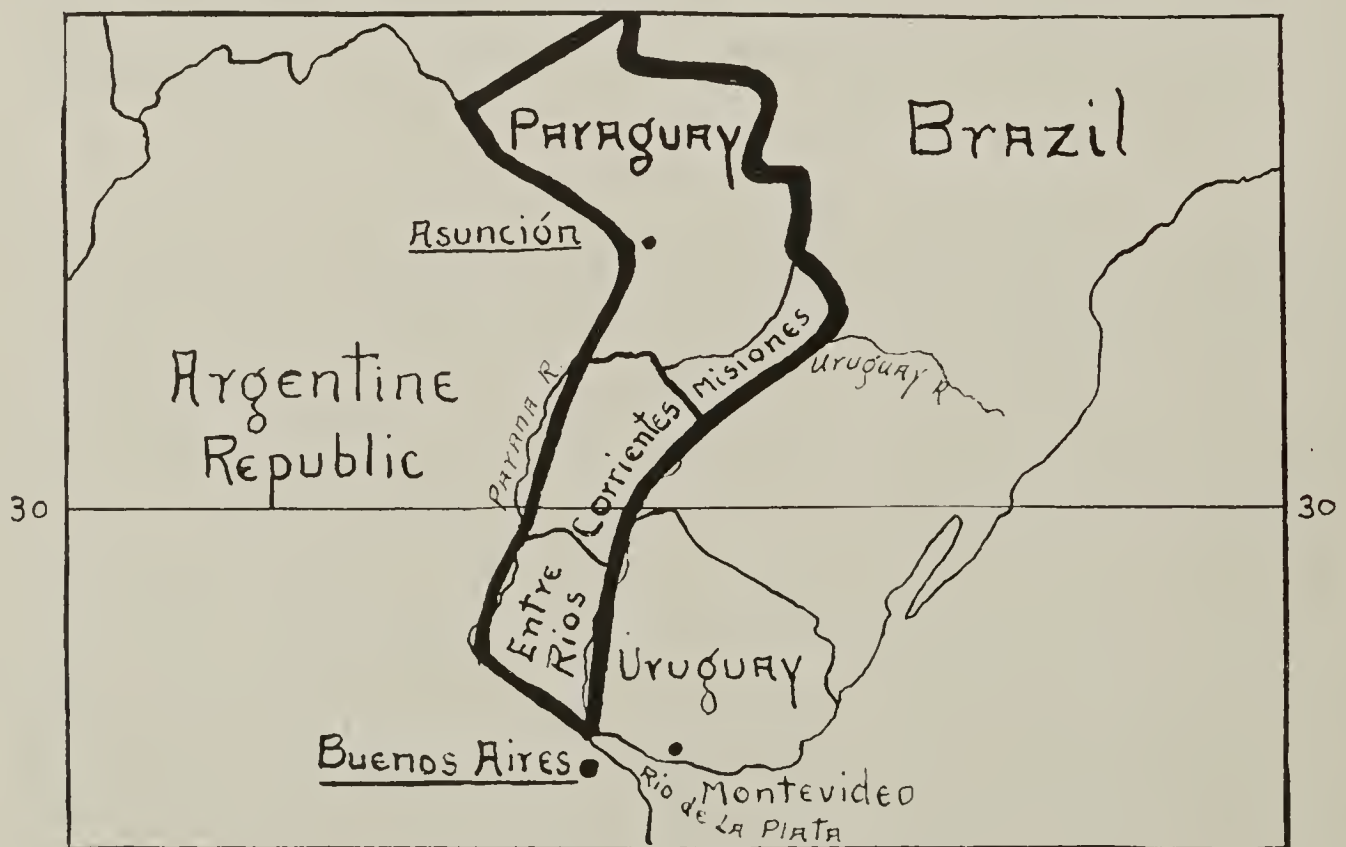 Paraguay
Brazil
Asunción
Argentine
Republic
Parana R.
Misiones
Uruguay R.
Corrientes
30
30
Entre
Rios
Uruguay
Buenos Aires
Montevideo
Rio de La Plata